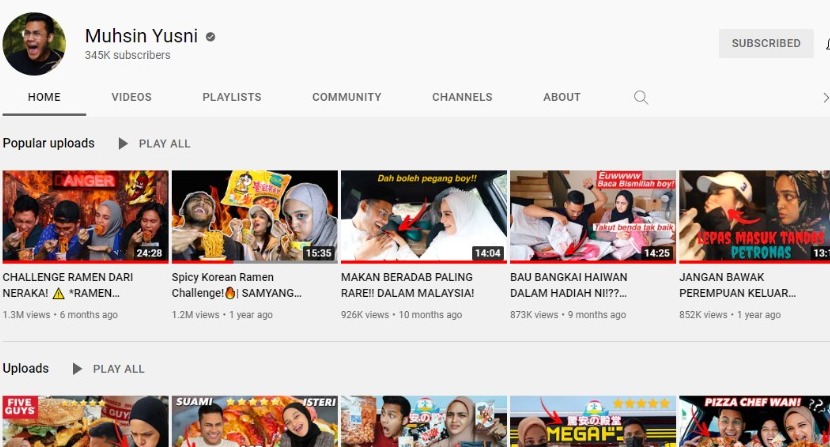 Muhsin Yusni
345K subscribers
SUBSCRIBED
HOME VIDEOS PLAYLISTS COMMUNITY CHANNELS ABOUT
Popular uploads PLAY ALL
DANGER
24:28
15:35
Dah boleh pegang boy!!
14:04
Euwwww
Baca Bismillah boy!
Takut benda tak baik
14:25
LEPAS MASUK TANDAS
PETRONAS
13:1
CHALLENGE RAMEN DARI
NERAKA! ⚠️ *RAMEN...
1.3M views • 6 months ago
Spicy Korean Ramen
Challenge!🔥| SAMYANG...
1.2M views • 1 year ago
MAKAN BERADAB PALING
RARE!! DALAM MALAYSIA!
926K views • 10 months ago
BAU BANGKAI HAIWAN
DALAM HADIAH NI!??...
873K views • 9 months ago
JANGAN BAWAK
PEREMPUAN KELUAR...
852K views • 1 year ago
Uploads PLAY ALL
FIVE
GUYS
SUAMI
ISTERI
PIZZA CHEF WAN!